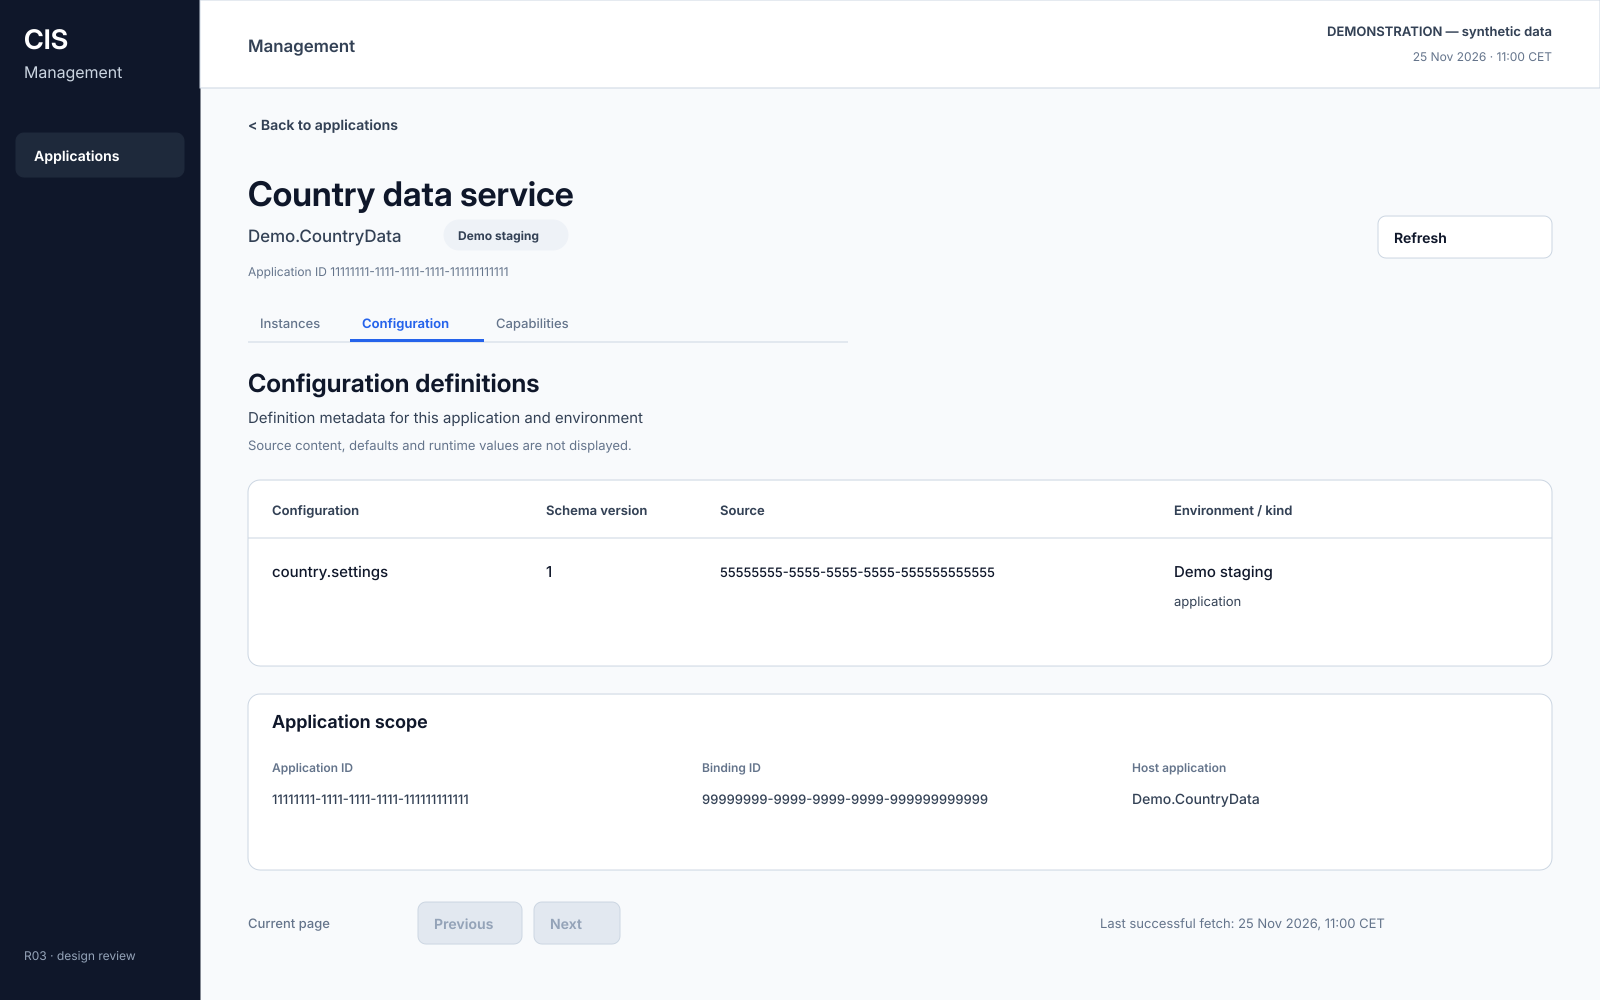 CIS
Management
Applications
R03 · design review
Management
DEMONSTRATION — synthetic data
25 Nov 2026 · 11:00 CET
< Back to applications
Country data service
Demo.CountryData
Demo staging
Application ID 11111111-1111-1111-1111-111111111111
Refresh
Instances
Configuration
Capabilities
Configuration definitions
Definition metadata for this application and environment
Source content, defaults and runtime values are not displayed.
Configuration
Schema version
Source
Environment / kind
country.settings
1
55555555-5555-5555-5555-555555555555
Demo staging
application
Application scope
Application ID
Binding ID
Host application
11111111-1111-1111-1111-111111111111
99999999-9999-9999-9999-999999999999
Demo.CountryData
Current page
Previous
Next
Last successful fetch: 25 Nov 2026, 11:00 CET